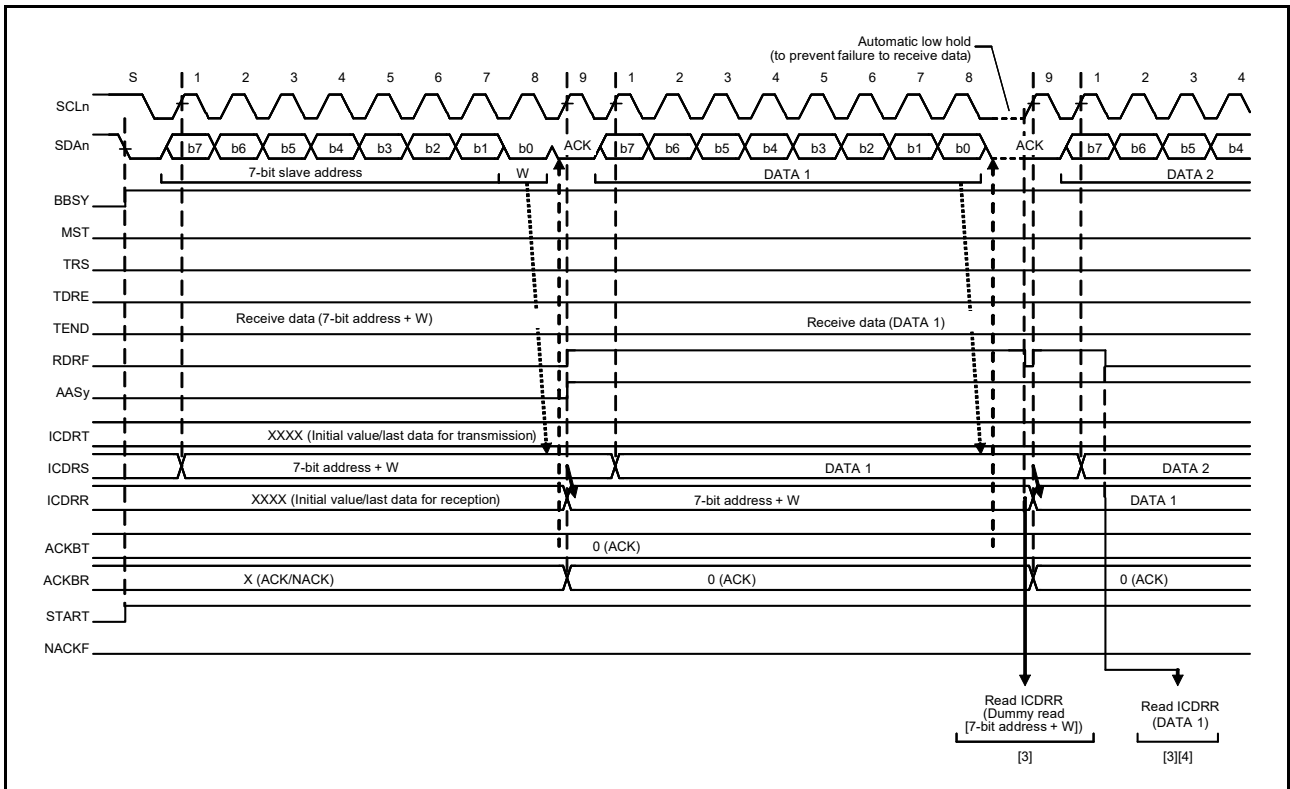 Automatic low hold
(to prevent failure to receive data)
S 1 2 3 4 5 6 7 8 9 1 2 3 4 5 6 7 8 9 1 2 3 4
SCLn
SDAn b7 b6 b5 b4 b3 b2 b1 b0 ACK b7 b6 b5 b4 b3 b2 b1 b0 ACK b7 b6 b5 b4
7-bit slave address W DATA 1 DATA 2
BBSY
MST
TRS
TDRE
Receive data (7-bit address + W) Receive data (DATA 1)
TEND
RDRF
AASy
ICDRT XXXX (Initial value/last data for transmission)
ICDRS 7-bit address + W DATA 1 DATA 2
ICDRR XXXX (Initial value/last data for reception) 7-bit address + W DATA 1
ACKBT 0 (ACK)
ACKBR X (ACK/NACK) 0 (ACK) 0 (ACK)
START
NACKF
Read ICDRR
(Dummy read
[7-bit address + W])
[3]
Read ICDRR
(DATA 1)
[3][4]